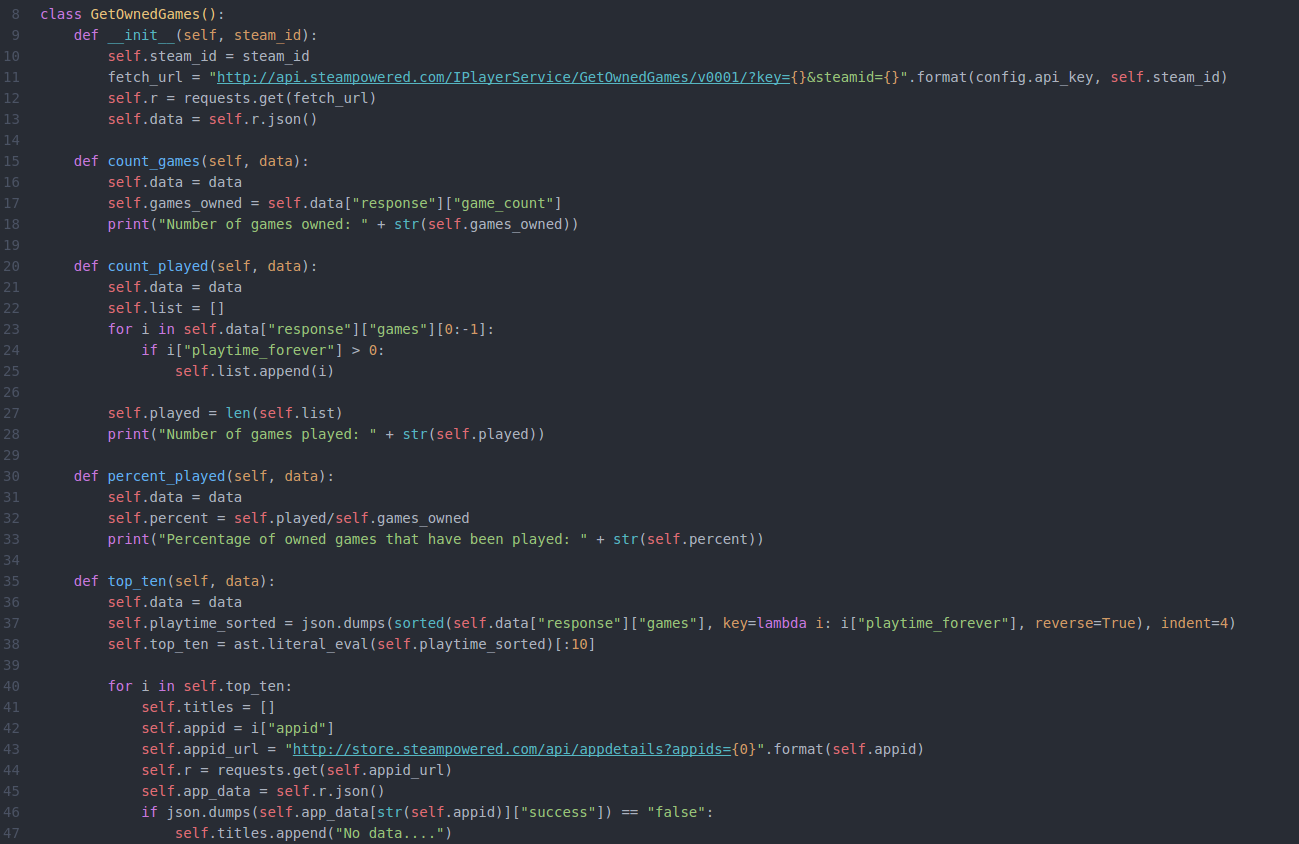 8 class GetOwnedGames():
9     def __init__(self, steam_id):
10         self.steam_id = steam_id
11         fetch_url = "http://api.steampowered.com/IPlayerService/GetOwnedGames/v0001/?key={}&steamid={}".format(config.api_key, self.steam_id)
12         self.r = requests.get(fetch_url)
13         self.data = self.r.json()
14
15     def count_games(self, data):
16         self.data = data
17         self.games_owned = self.data["response"]["game_count"]
18         print("Number of games owned: " + str(self.games_owned))
19
20     def count_played(self, data):
21         self.data = data
22         self.list = []
23         for i in self.data["response"]["games"][0:-1]:
24             if i["playtime_forever"] > 0:
25                 self.list.append(i)
26
27         self.played = len(self.list)
28         print("Number of games played: " + str(self.played))
29
30     def percent_played(self, data):
31         self.data = data
32         self.percent = self.played/self.games_owned
33         print("Percentage of owned games that have been played: " + str(self.percent))
34
35     def top_ten(self, data):
36         self.data = data
37         self.playtime_sorted = json.dumps(sorted(self.data["response"]["games"], key=lambda i: i["playtime_forever"], reverse=True), indent=4)
38         self.top_ten = ast.literal_eval(self.playtime_sorted)[:10]
39
40         for i in self.top_ten:
41             self.titles = []
42             self.appid = i["appid"]
43             self.appid_url = "http://store.steampowered.com/api/appdetails?appids={0}".format(self.appid)
44             self.r = requests.get(self.appid_url)
45             self.app_data = self.r.json()
46             if json.dumps(self.app_data[str(self.appid)]["success"]) == "false":
47                 self.titles.append("No data....")